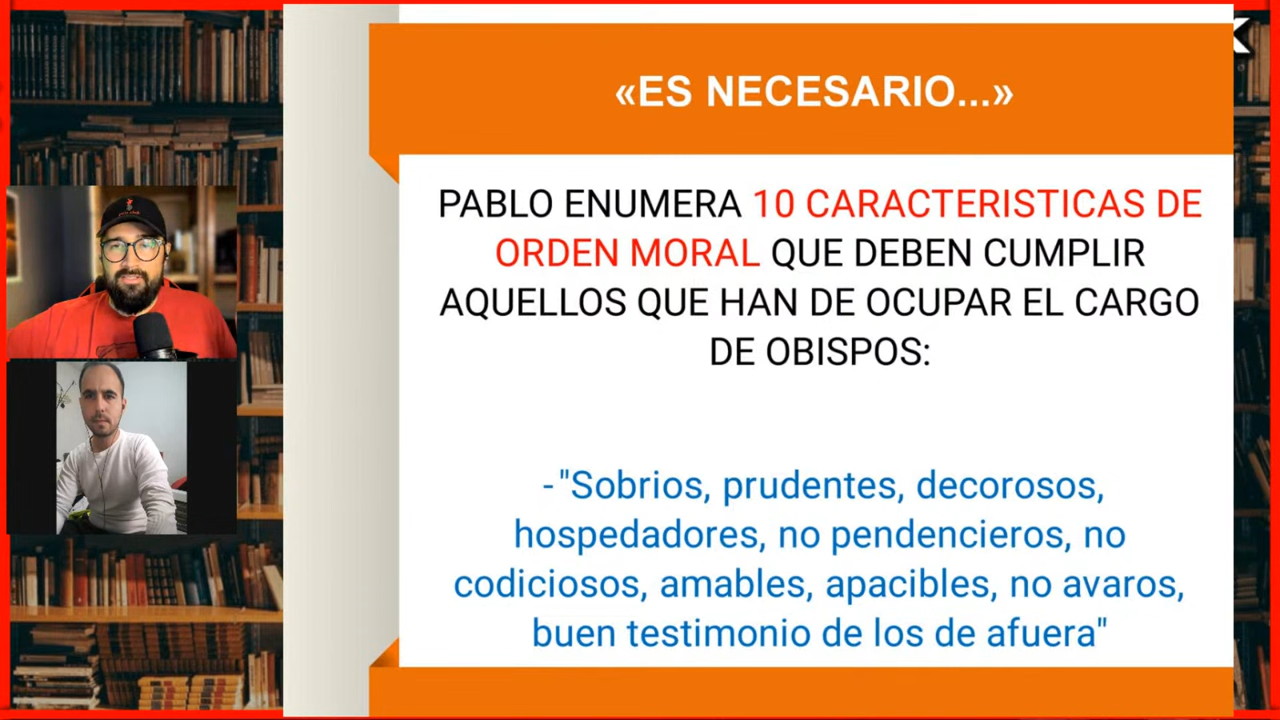 «ES NECESARIO...»
PABLO ENUMERA 10 CARACTERISTICAS DE
ORDEN MORAL QUE DEBEN CUMPLIR
AQUELLOS QUE HAN DE OCUPAR EL CARGO
DE OBISPOS:
-"Sobrios, prudentes, decorosos,
hospedadores, no pendencieros, no
codiciosos, amables, apacibles, no avaros,
buen testimonio de los de afuera"